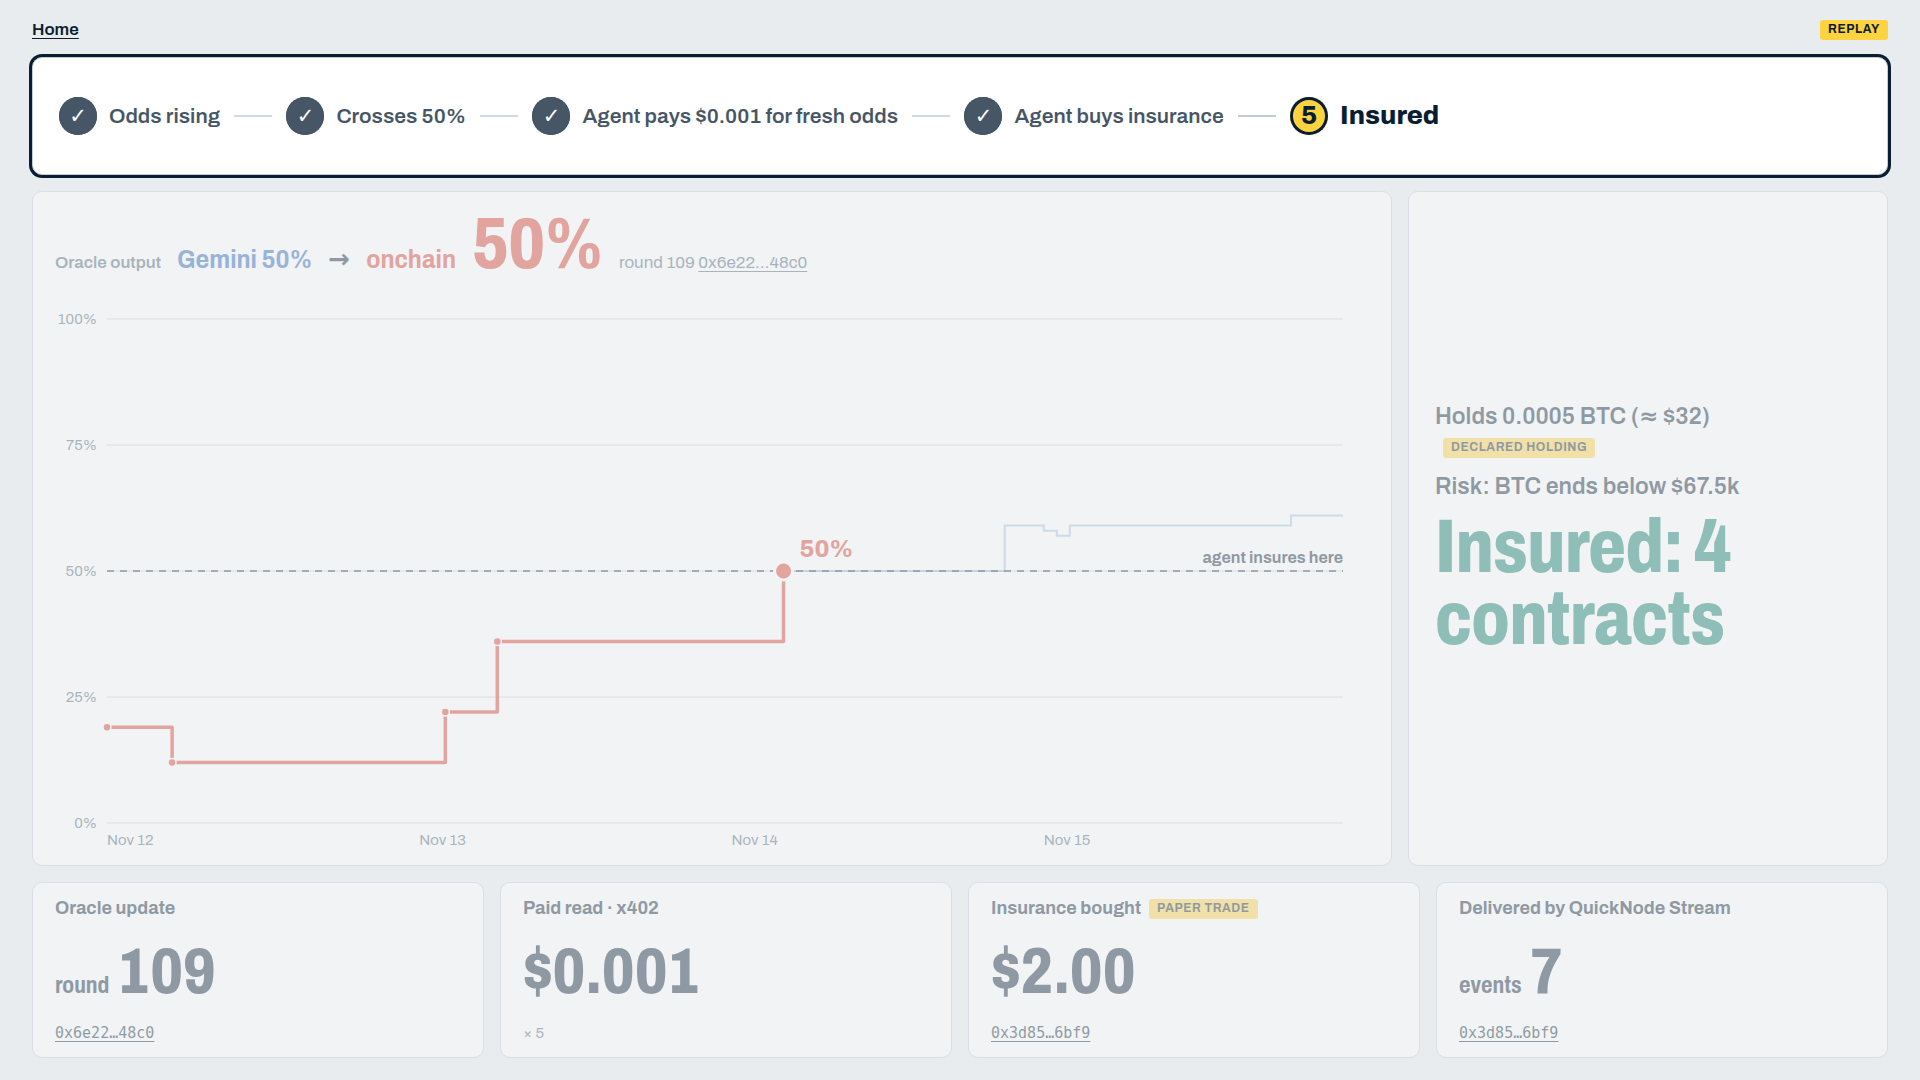 Home
REPLAY
✓ Odds rising ✓ Crosses 50% ✓ Agent pays $0.001 for fresh odds ✓ Agent buys insurance 5 Insured
Oracle output Gemini 50% → onchain 50% round 109 0x6e22…48c0
100%
75%
50%
25%
0%
50%
agent insures here
Nov 12 Nov 13 Nov 14 Nov 15
Holds 0.0005 BTC (≈ $32)
DECLARED HOLDING
Risk: BTC ends below $67.5k
Insured: 4
contracts
Oracle update
round 109
0x6e22…48c0
Paid read · x402
$0.001
× 5
Insurance bought PAPER TRADE
$2.00
0x3d85…6bf9
Delivered by QuickNode Stream
events 7
0x3d85…6bf9